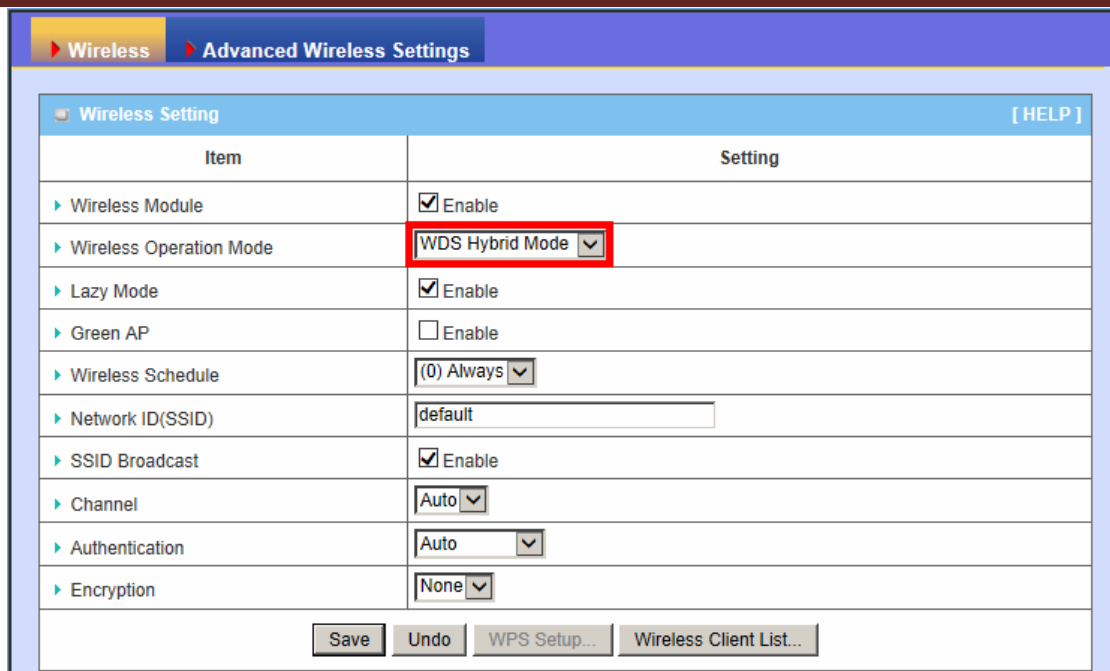 Wireless Advanced Wireless Settings
Wireless Setting [ HELP ]
Item Setting
Wireless Module Enable
Wireless Operation Mode WDS Hybrid Mode
Lazy Mode Enable
Green AP Enable
Wireless Schedule (0) Always
Network ID(SSID) default
SSID Broadcast Enable
Channel Auto
Authentication Auto
Encryption None
Save Undo WPS Setup... Wireless Client List...